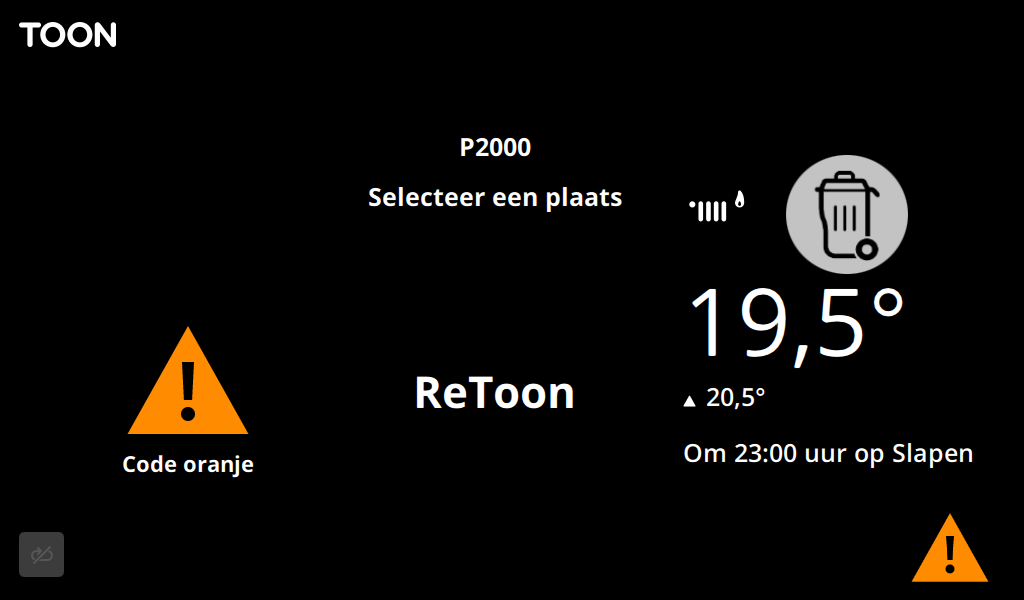 TOON
P2000
Selecteer een plaats
19,5°
20,5°
Om 23:00 uur op Slapen
ReToon
Code oranje